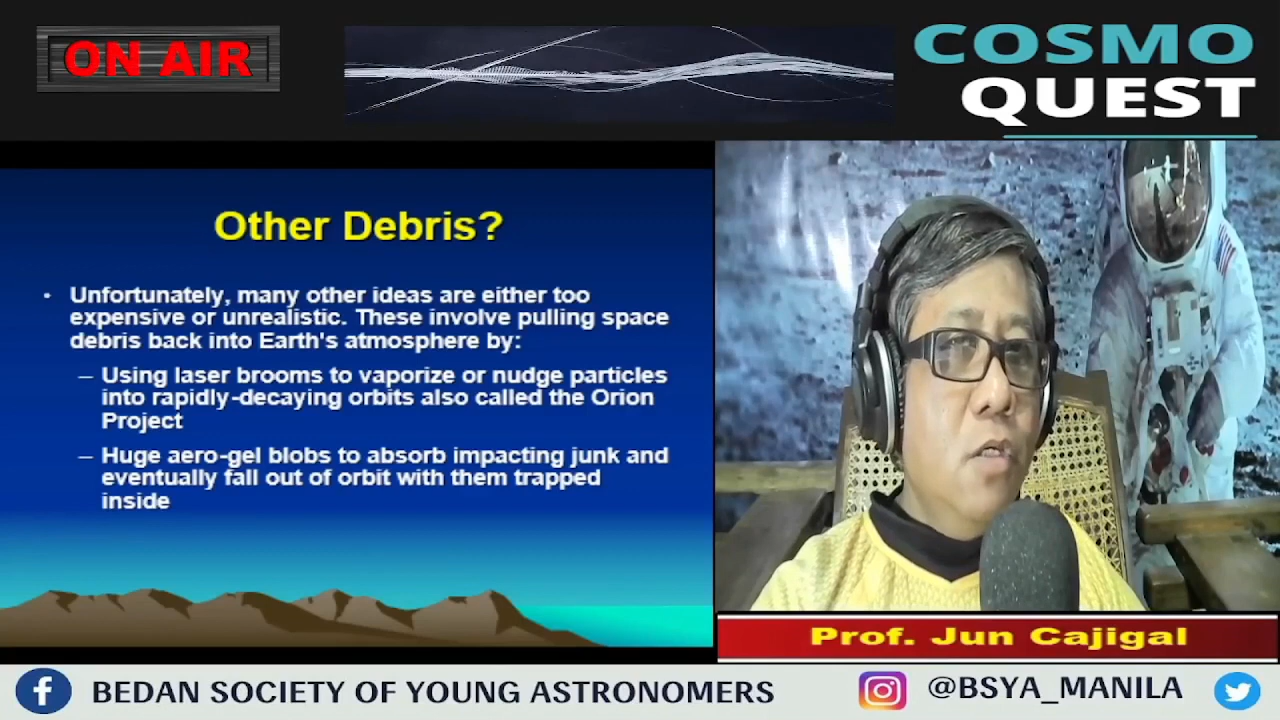 ON AIR
COSMO
QUEST
Other Debris?
• Unfortunately, many other ideas are either too
expensive or unrealistic. These involve pulling space
debris back into Earth's atmosphere by:
– Using laser brooms to vaporize or nudge particles
into rapidly-decaying orbits also called the Orion
Project
– Huge aero-gel blobs to absorb impacting junk and
eventually fall out of orbit with them trapped
inside
Prof. Jun Cajigal
BEDAN SOCIETY OF YOUNG ASTRONOMERS
@BSYA_MANILA